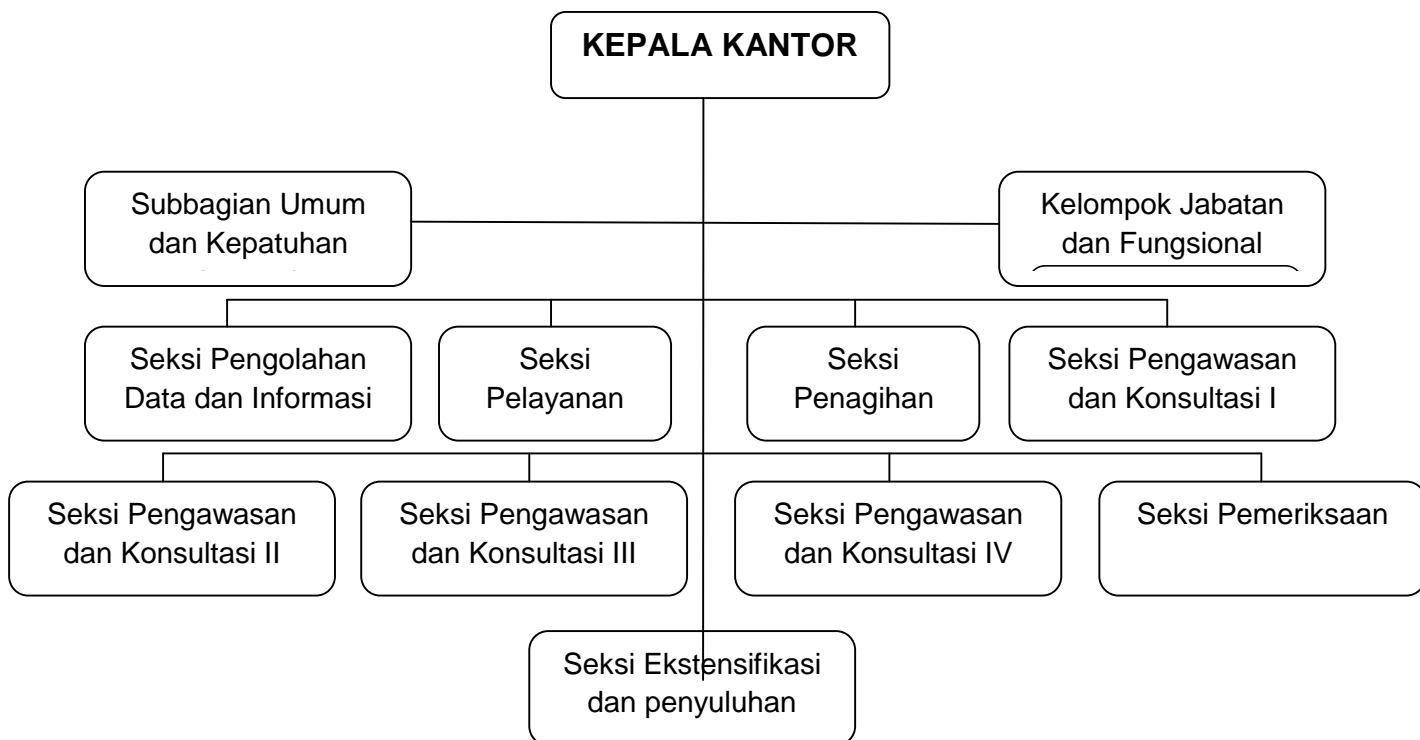 KEPALA KANTOR
Subbagian Umum
dan Kepatuhan
Kelompok Jabatan
dan Fungsional
Seksi Pengolahan
Data dan Informasi
Seksi
Pelayanan
Seksi
Penagihan
Seksi Pengawasan
dan Konsultasi I
Seksi Pengawasan
dan Konsultasi II
Seksi Pengawasan
dan Konsultasi III
Seksi Pengawasan
dan Konsultasi IV
Seksi Pemeriksaan
Seksi Ekstensifikasi
dan penyuluhan